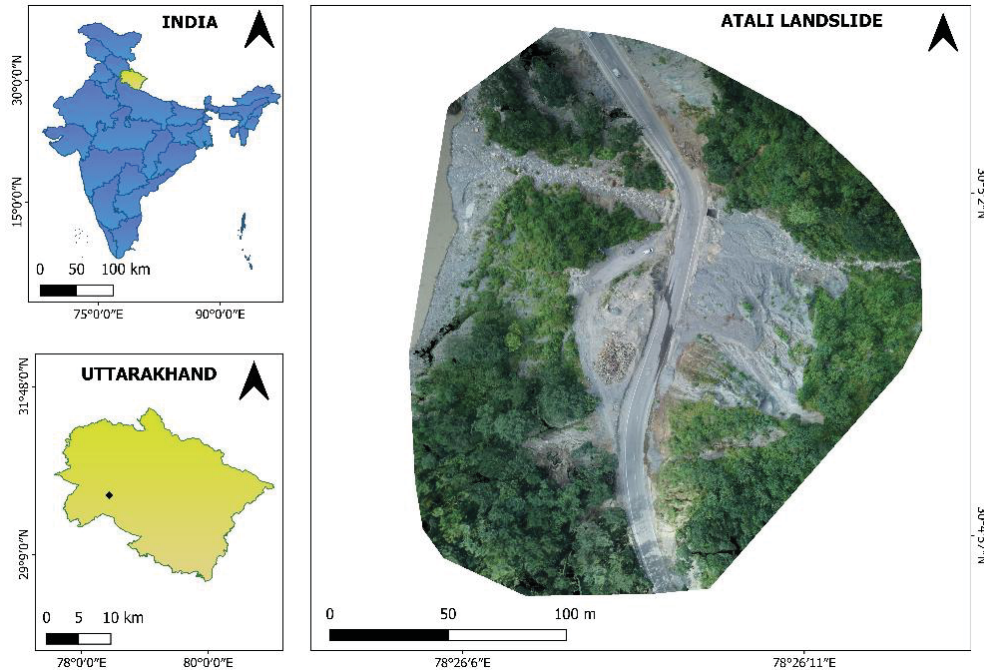 INDIA
30°0'0"N
15°0'0"N
0 50 100 km
75°0'0"E 90°0'0"E
UTTARAKHAND
31°48'0"N
29°9'0"N
0 5 10 km
78°0'0"E 80°0'0"E
ATALI LANDSLIDE
0 50 100 m
78°26'6"E 78°26'11"E